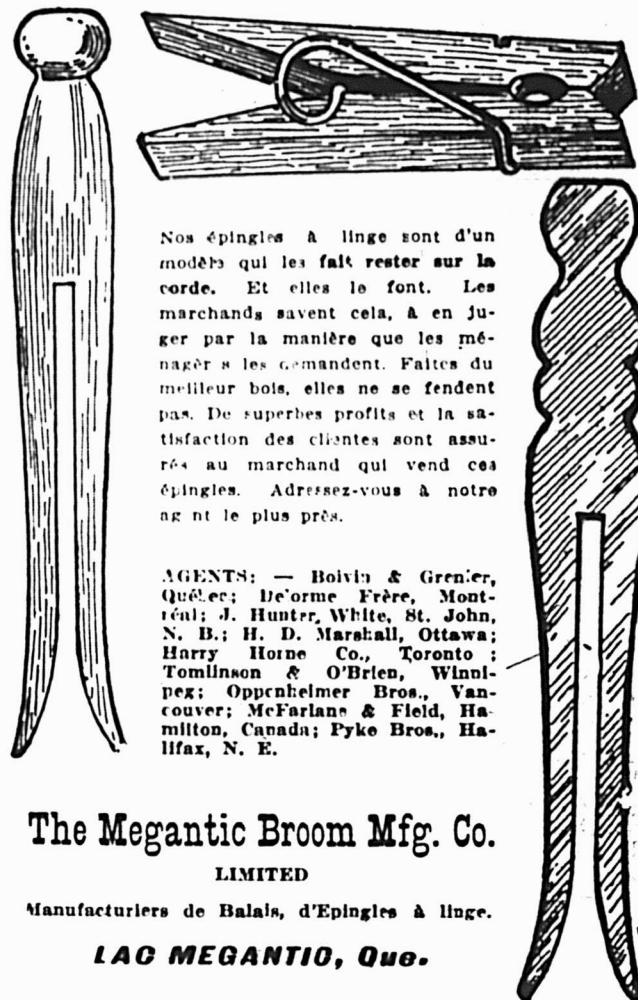 Nos épingles à linge sont d'un
modèle qui les fait rester sur la
corde. Et elles le font. Les
marchands savent cela, à en ju-
ger par la manière que les mé-
nagèr s les demandent. Faites du
meilleur bois, elles ne se fendent
pas. De superbes profits et la sa-
tisfaction des clientes sont assu-
rés au marchand qui vend ces
épingles. Adressez-vous à notre
ag nt le plus près.
AGENTS: — Boivin & Grenier,
Québec; Delorme Frère, Mont-
réal; J. Hunter, White, St. John,
N. B.; H. D. Marshall, Ottawa;
Harry Horne Co., Toronto ;
Tomlinson & O'Brien, Winni-
peg; Oppenheimer Bros., Van-
couver; McFarlane & Field, Ha-
milton, Canada; Pyke Bros., Ha-
lifax, N. E.
The Megantic Broom Mfg. Co.
LIMITED
Manufacturiers de Balais, d'Epingles à linge.
LAC MEGANTIC, Que.